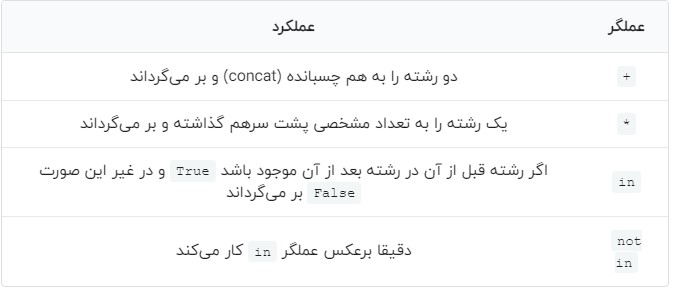 عملگر عملکرد
+ دو رشته را به هم چسبانده (concat) و بر می‌گرداند
* یک رشته را به تعداد مشخصی پشت سرهم گذاشته و بر می‌گرداند
in اگر رشته قبل از آن در رشته بعد از آن موجود باشد True و در غیر این صورت
False بر می‌گرداند
not in دقیقا برعکس عملگر in کار می‌کند